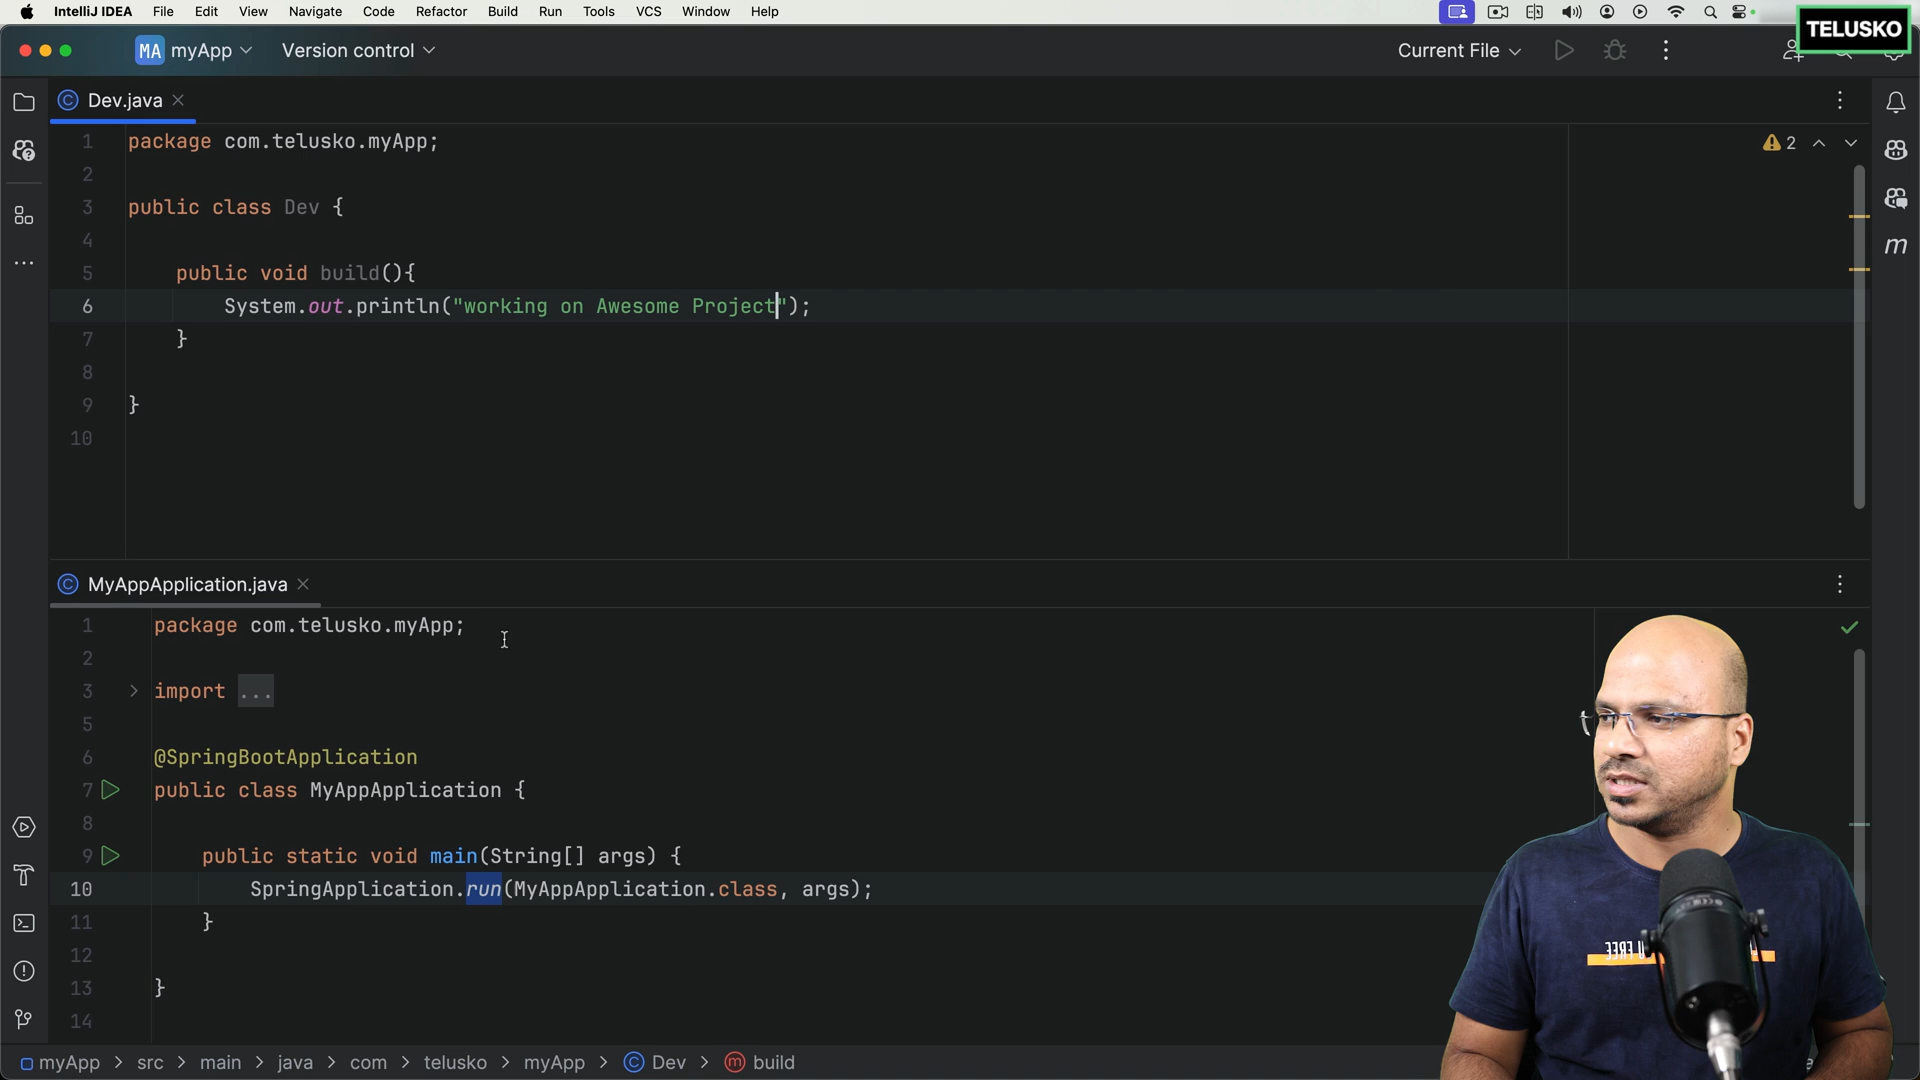 IntelliJ IDEA File Edit View Navigate Code Refactor Build Run Tools VCS Window Help
TELUSKO
MA myApp Version control Current File
Dev.java
1 package com.telusko.myApp;
2
3 public class Dev {
4
5 public void build(){
6 System.out.println("working on Awesome Project");
7 }
8
9 }
10
2
m
MyAppApplication.java
1 package com.telusko.myApp;
2
3 import ...
5
6 @SpringBootApplication
7 public class MyAppApplication {
8
9 public static void main(String[] args) {
10 SpringApplication.run(MyAppApplication.class, args);
11 }
12
13 }
14
myApp > src > main > java > com > telusko > myApp > Dev > build